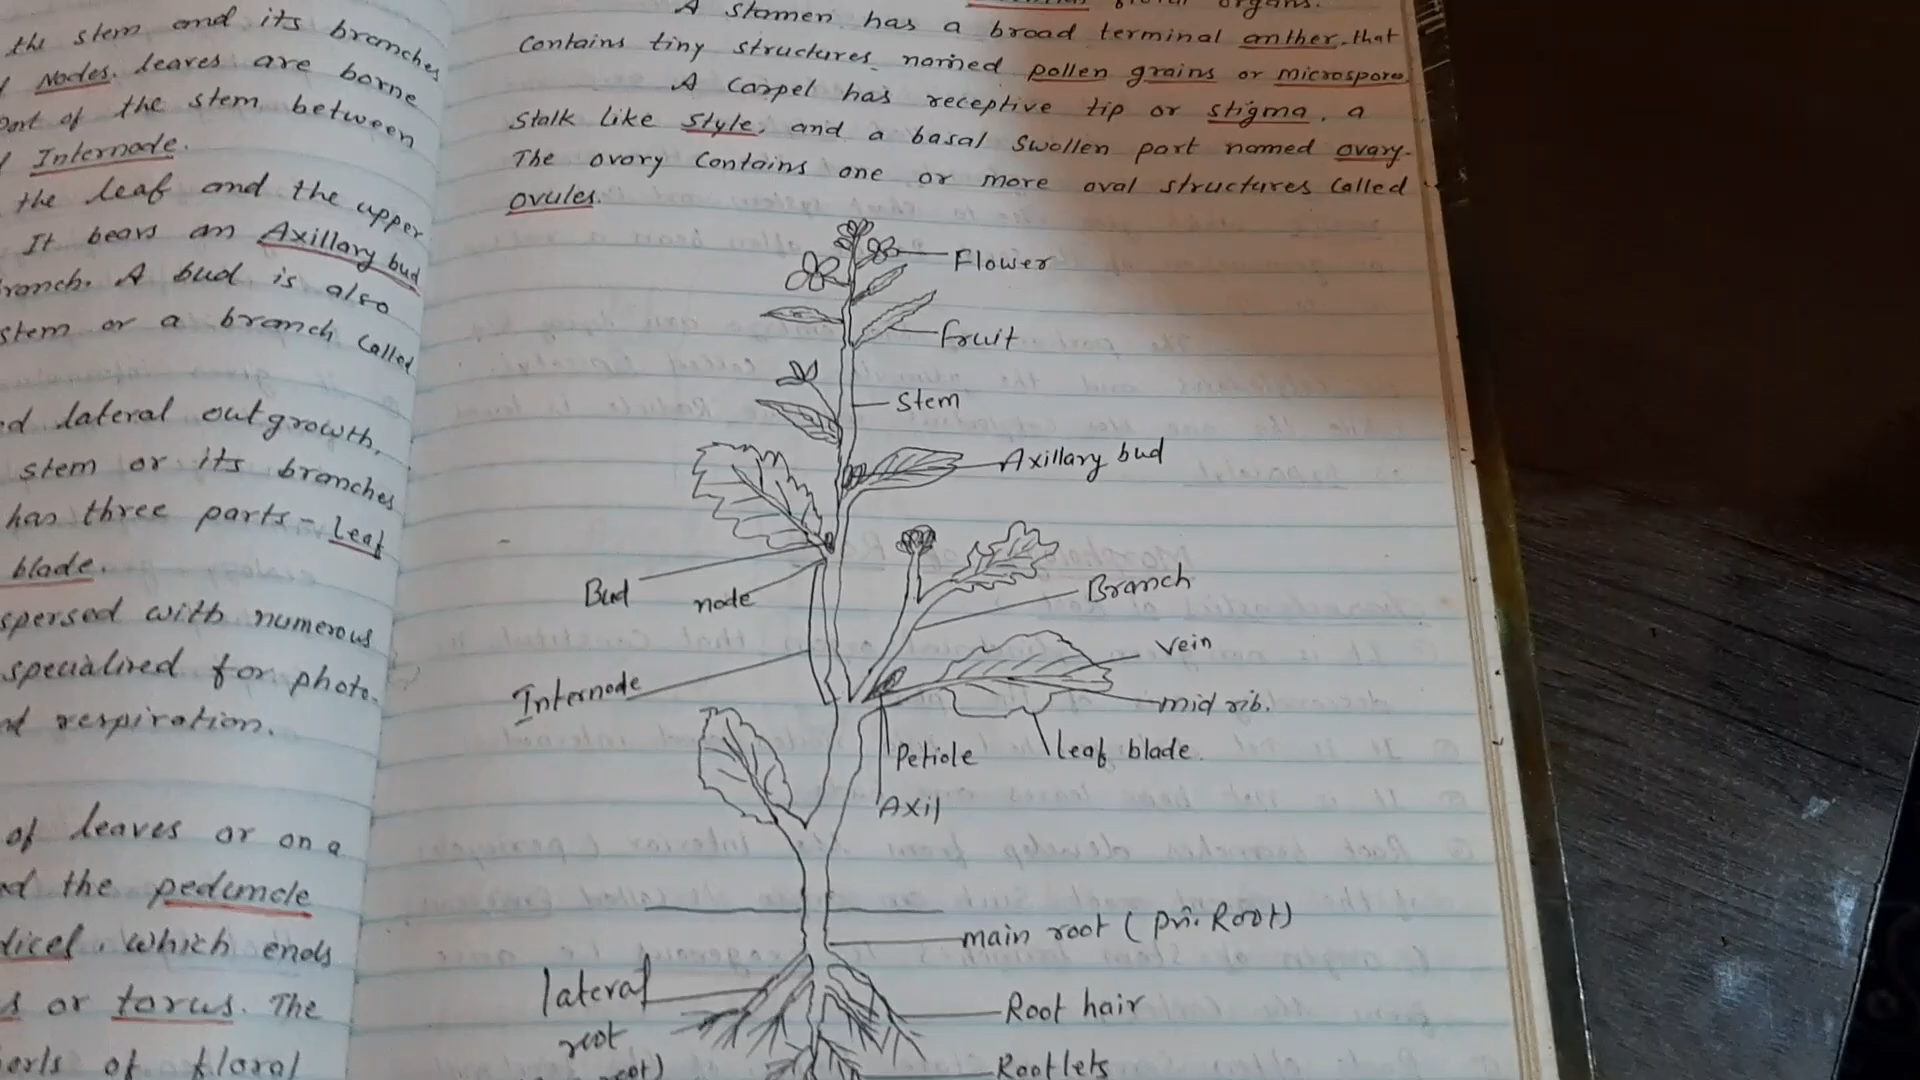 the stem and its branches
Nodes. leaves are borne
Part of the stem between
Internode.
the leaf and the upper
It bears an Axillary bud
branch. A bud is also
stem or a branch called
lateral outgrowth,
stem or its branches
has three parts - leaf
blade.
with numerous
specialized for photo-
respiration.
of leaves or on a
the peduncle
which ends
or torus. The
of floral
organs.
A stamen has a broad terminal anther, that
contains tiny structures named pollen grains or microspores
A carpel has receptive tip or stigma, a
stalk like style, and a basal swollen part named ovary.
The ovary contains one or more oval structures called
ovules.
Flower
Fruit
Stem
Axillary bud
Bud
node
Branch
Vein
Internode
mid rib.
Petiole
leaf blade.
Axil
main root (Pri. Root)
lateral
root
Root hair
Rootlets